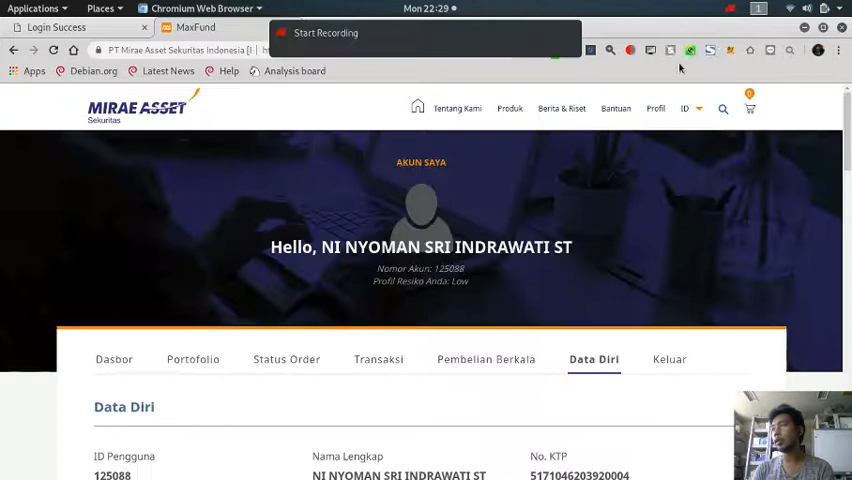 Applications
Places
Chromium Web Browser
Mon 22:29
1
Login Success
MaxFund
Start Recording
PT Mirae Asset Sekuritas Indonesia [I
Apps
Debian.org
Latest News
Help
Analysis board
MIRAE ASSET
Sekuritas
Tentang Kami
Produk
Berita & Riset
Bantuan
Profil
ID
0
AKUN SAYA
Hello, NI NYOMAN SRI INDRAWATI ST
Nomor Akun: 125088
Profil Resiko Anda: Low
Dasbor
Portofolio
Status Order
Transaksi
Pembelian Berkala
Data Diri
Keluar
Data Diri
ID Pengguna
Nama Lengkap
No. KTP
125088
NI NYOMAN SRI INDRAWATI ST
5171046203920004